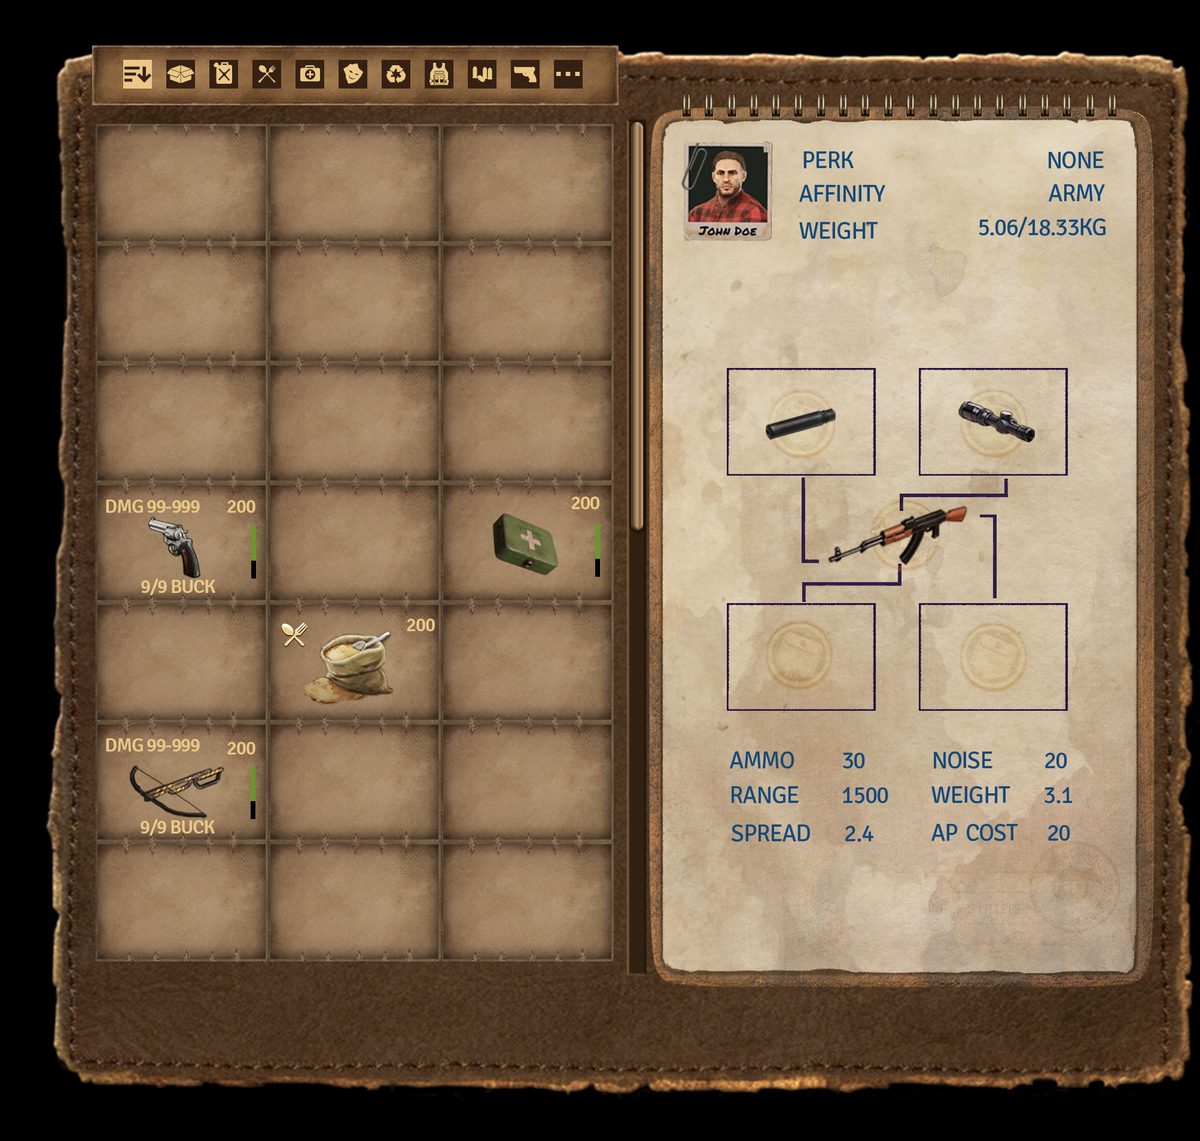 DMG 99-999 200
9/9 BUCK
200
200
DMG 99-999 200
9/9 BUCK
JOHN DOE
PERK NONE
AFFINITY ARMY
WEIGHT 5.06/18.33KG
AMMO 30 NOISE 20
RANGE 1500 WEIGHT 3.1
SPREAD 2.4 AP COST 20